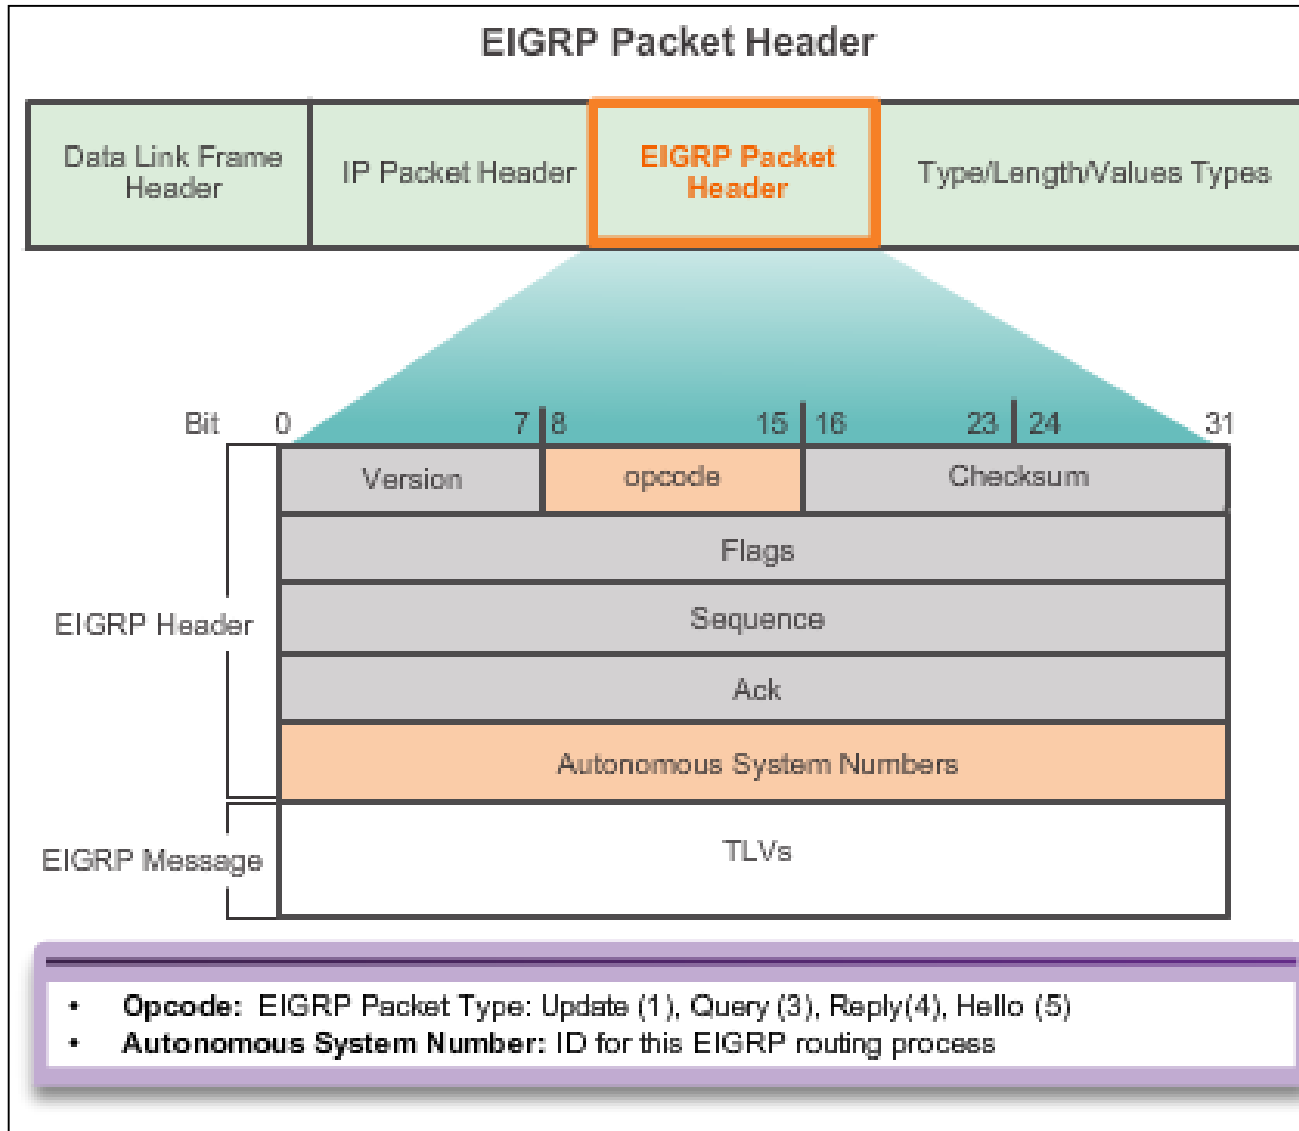 EIGRP Packet Header
Data Link Frame
Header
IP Packet Header
EIGRP Packet
Header
Type/Length/Values Types
Bit 0 7 8 15 16 23 24 31
Version opcode Checksum
Flags
EIGRP Header
Sequence
Ack
Autonomous System Numbers
EIGRP Message
TLVs
• Opcode: EIGRP Packet Type: Update (1), Query (3), Reply(4), Hello (5)
• Autonomous System Number: ID for this EIGRP routing process